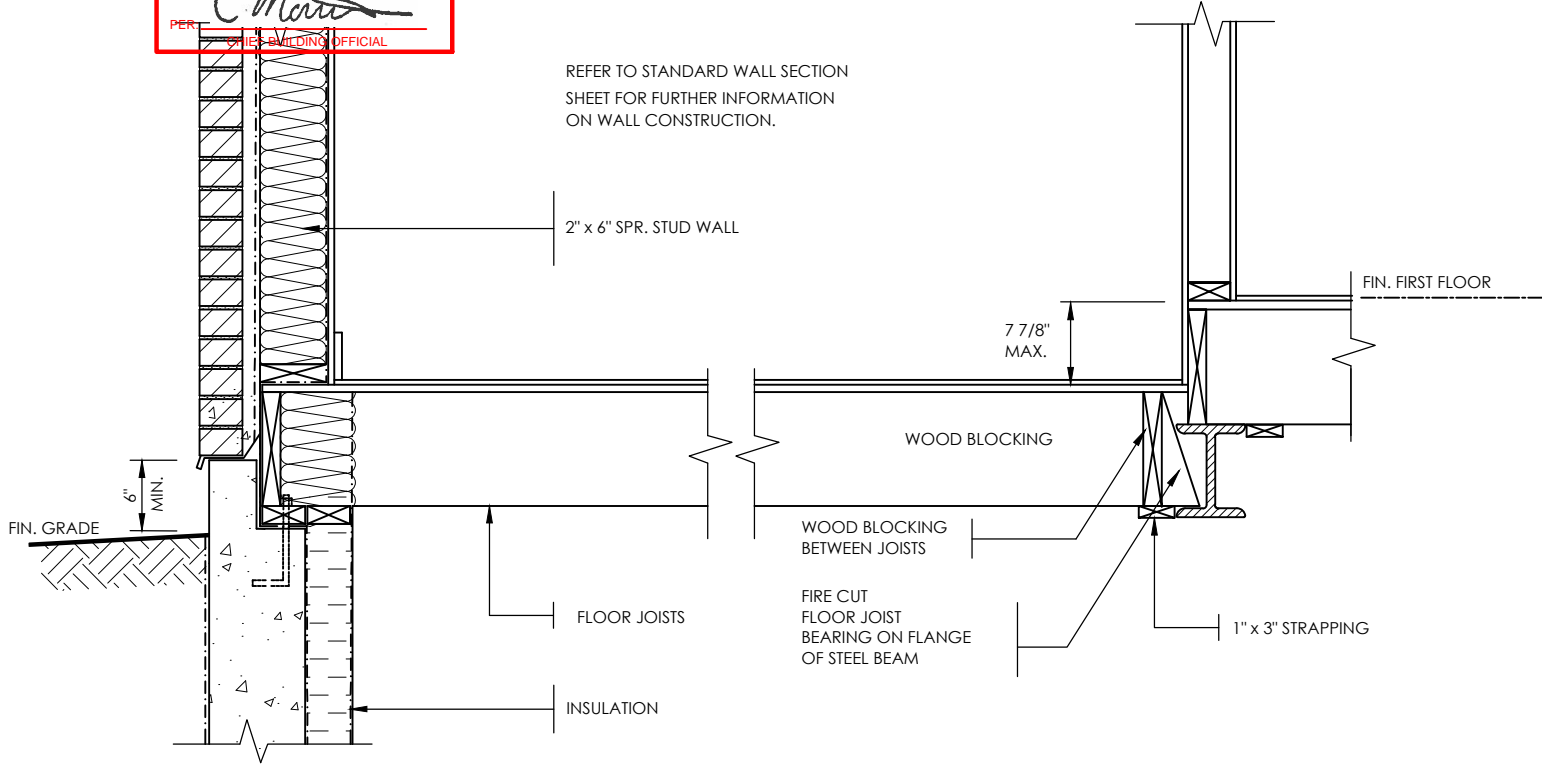 PER.
CHIEF BUILDING OFFICIAL
REFER TO STANDARD WALL SECTION
SHEET FOR FURTHER INFORMATION
ON WALL CONSTRUCTION.
2" x 6" SPR. STUD WALL
FIN. FIRST FLOOR
7 7/8"
MAX.
WOOD BLOCKING
6"
MIN.
FIN. GRADE
WOOD BLOCKING
BETWEEN JOISTS
FIRE CUT
FLOOR JOIST
BEARING ON FLANGE
OF STEEL BEAM
FLOOR JOISTS
1" x 3" STRAPPING
INSULATION